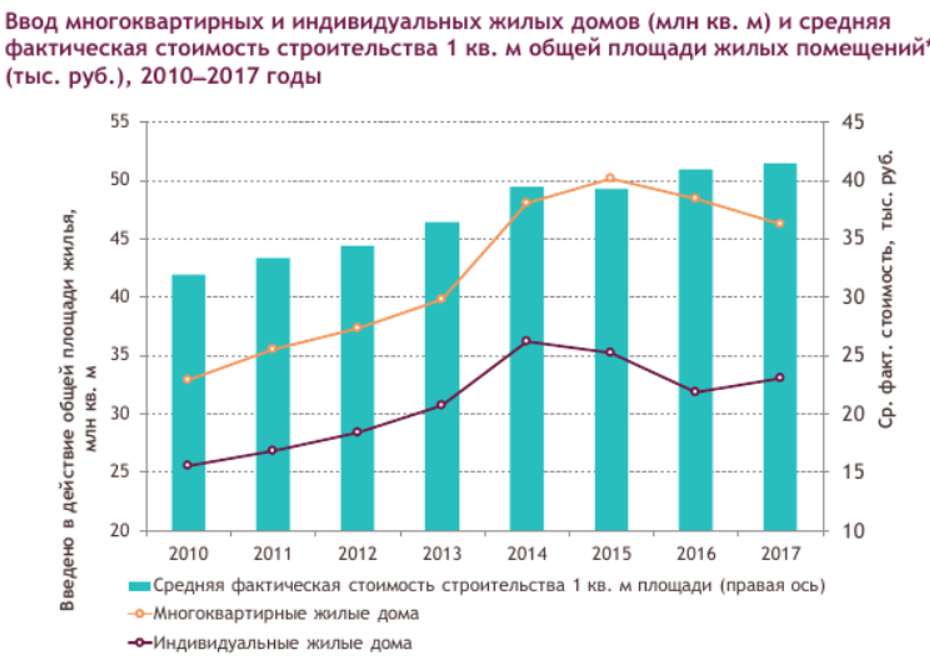 Ввод многоквартирных и индивидуальных жилых домов (млн кв. м) и средняя
фактическая стоимость строительства 1 кв. м общей площади жилых помещений*
(тыс. руб.), 2010–2017 годы
Введено в действие общей площади жилья,
млн кв. м
55
50
45
40
35
30
25
20
45
40
35
30
25
20
15
10
Ср. факт. стоимость, тыс. руб.
2010 2011 2012 2013 2014 2015 2016 2017
Средняя фактическая стоимость строительства 1 кв. м площади (правая ось)
Многоквартирные жилые дома
Индивидуальные жилые дома